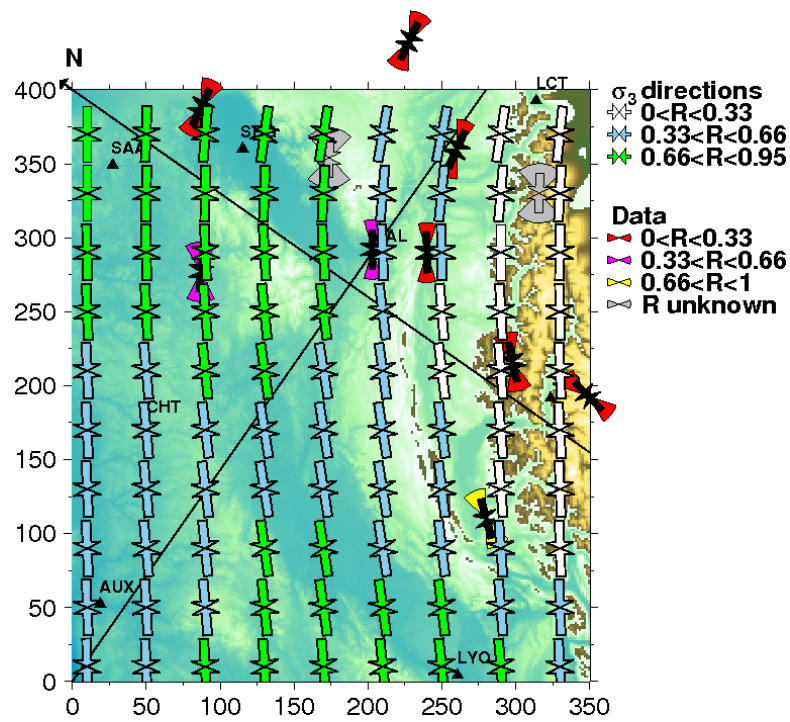 N
400
350
300
250
200
150
100
50
0
0 50 100 150 200 250 300 350
LCT
SAA
AL
CHT
AUX
LYO
σ3 directions
0<R<0.33
0.33<R<0.66
0.66<R<0.95
Data
0<R<0.33
0.33<R<0.66
0.66<R<1
R unknown